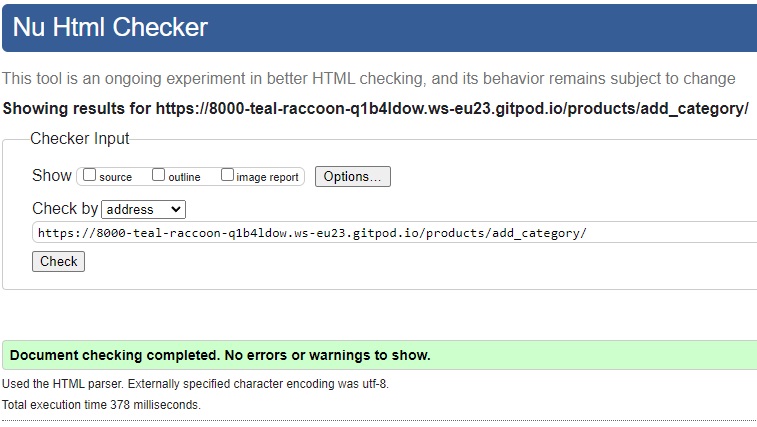 Nu Html Checker
This tool is an ongoing experiment in better HTML checking, and its behavior remains subject to change
Showing results for https://8000-teal-raccoon-q1b4ldow.ws-eu23.gitpod.io/products/add_category/
Checker Input
Show source outline image report Options...
Check by address
https://8000-teal-raccoon-q1b4ldow.ws-eu23.gitpod.io/products/add_category/
Check
Document checking completed. No errors or warnings to show.
Used the HTML parser. Externally specified character encoding was utf-8.
Total execution time 378 milliseconds.